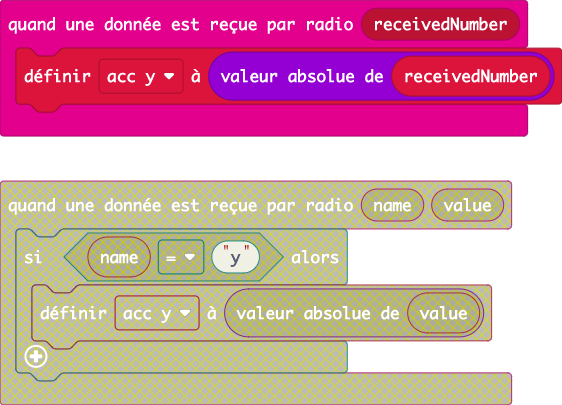 quand une donnée est reçue par radio receivedNumber
définir acc y à valeur absolue de receivedNumber
quand une donnée est reçue par radio name value
si name = "y" alors
définir acc y à valeur absolue de value